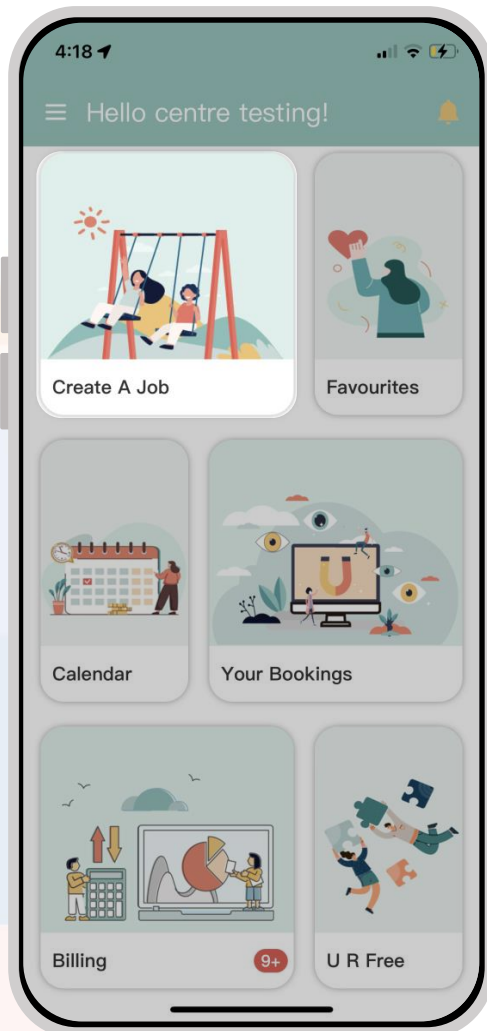 4:18
Hello centre testing!
Create A Job
Favourites
Calendar
Your Bookings
Billing
9+
U R Free